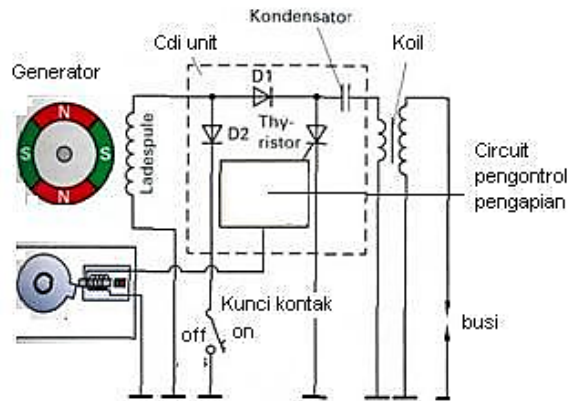 Kondensator
Cdi unit
Koil
Generator
D1
N
S
S
N
Ladespule
D2
Thy-
ristor
Circuit
pengontrol
pengapian
Kunci kontak
off
on
busi